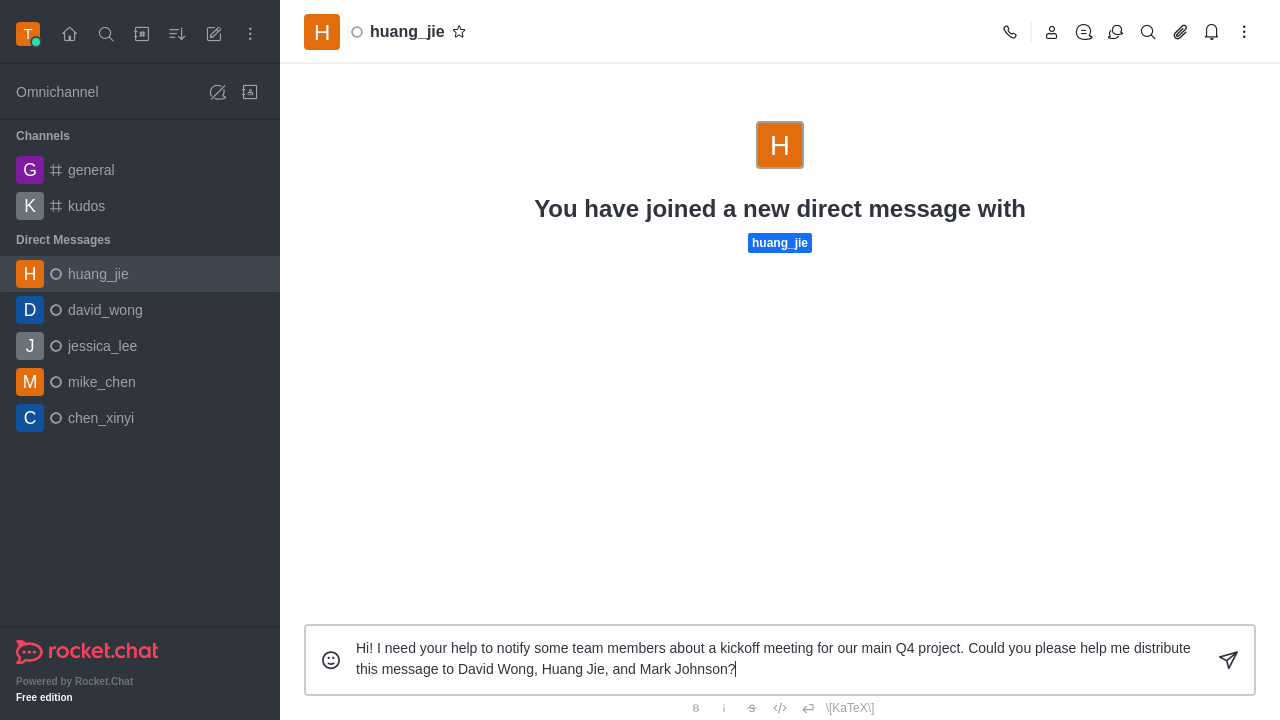 T
Omnichannel
Channels
G general
K kudos
Direct Messages
H huang_jie
D david_wong
J jessica_lee
M mike_chen
C chen_xinyi
rocket.chat
Powered by Rocket.Chat
Free edition
H huang_jie
H
You have joined a new direct message with
huang_jie
Hi! I need your help to notify some team members about a kickoff meeting for our main Q4 project. Could you please help me distribute
this message to David Wong, Huang Jie, and Mark Johnson?
B i S \[KaTeX\]